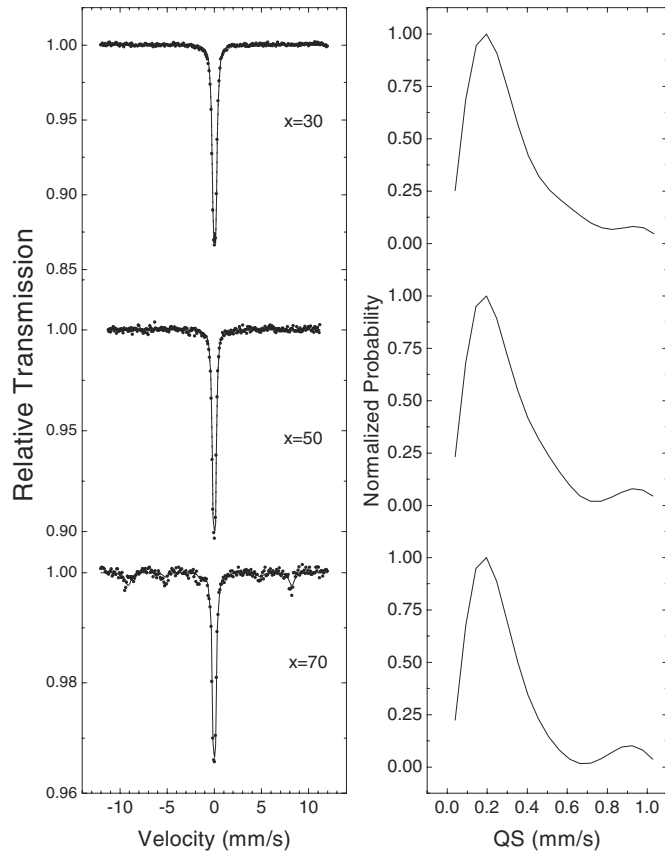 Relative Transmission
1.00
0.95
0.90
0.85
x=30
1.00
0.95
0.90
x=50
1.00
0.98
0.96
x=70
-10 -5 0 5 10
Velocity (mm/s)
Normalized Probability
1.00
0.75
0.50
0.25
0.00
1.00
0.75
0.50
0.25
0.00
1.00
0.75
0.50
0.25
0.00
0.0 0.2 0.4 0.6 0.8 1.0
QS (mm/s)